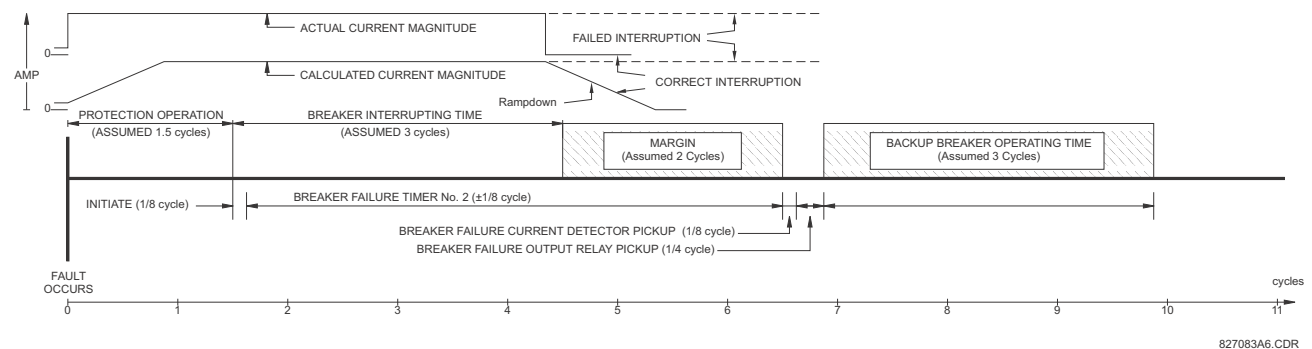 ACTUAL CURRENT MAGNITUDE
FAILED INTERRUPTION
0
AMP
CALCULATED CURRENT MAGNITUDE
CORRECT INTERRUPTION
Rampdown
0
PROTECTION OPERATION
(ASSUMED 1.5 cycles)
BREAKER INTERRUPTING TIME
(ASSUMED 3 cycles)
MARGIN
(Assumed 2 Cycles)
BACKUP BREAKER OPERATING TIME
(Assumed 3 Cycles)
INITIATE (1/8 cycle)
BREAKER FAILURE TIMER No. 2 (±1/8 cycle)
BREAKER FAILURE CURRENT DETECTOR PICKUP (1/8 cycle)
BREAKER FAILURE OUTPUT RELAY PICKUP (1/4 cycle)
FAULT
OCCURS
cycles
0 1 2 3 4 5 6 7 8 9 10 11
827083A6.CDR